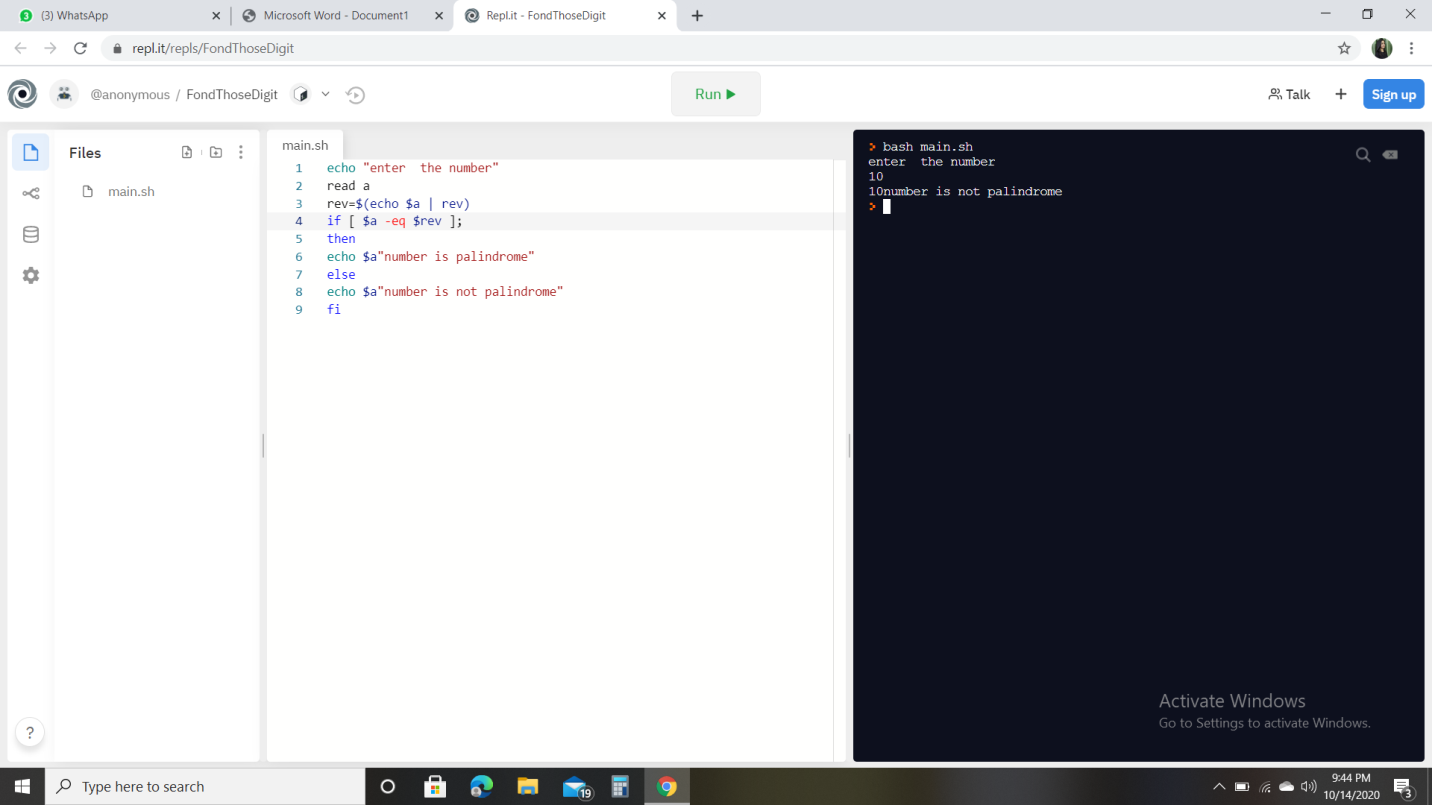 (3) WhatsApp
Microsoft Word - Document1
Repl.it - FondThoseDigit
repl.it/repls/FondThoseDigit
@anonymous / FondThoseDigit
Run
Talk
Sign up
Files
main.sh
main.sh
1 echo "enter  the number"
2 read a
3 rev=$(echo $a | rev)
4 if [ $a -eq $rev ];
5 then
6 echo $a"number is palindrome"
7 else
8 echo $a"number is not palindrome"
9 fi
> bash main.sh
enter  the number
10
10number is not palindrome
>
Activate Windows
Go to Settings to activate Windows.
?
Type here to search
19
9:44 PM
10/14/2020
3